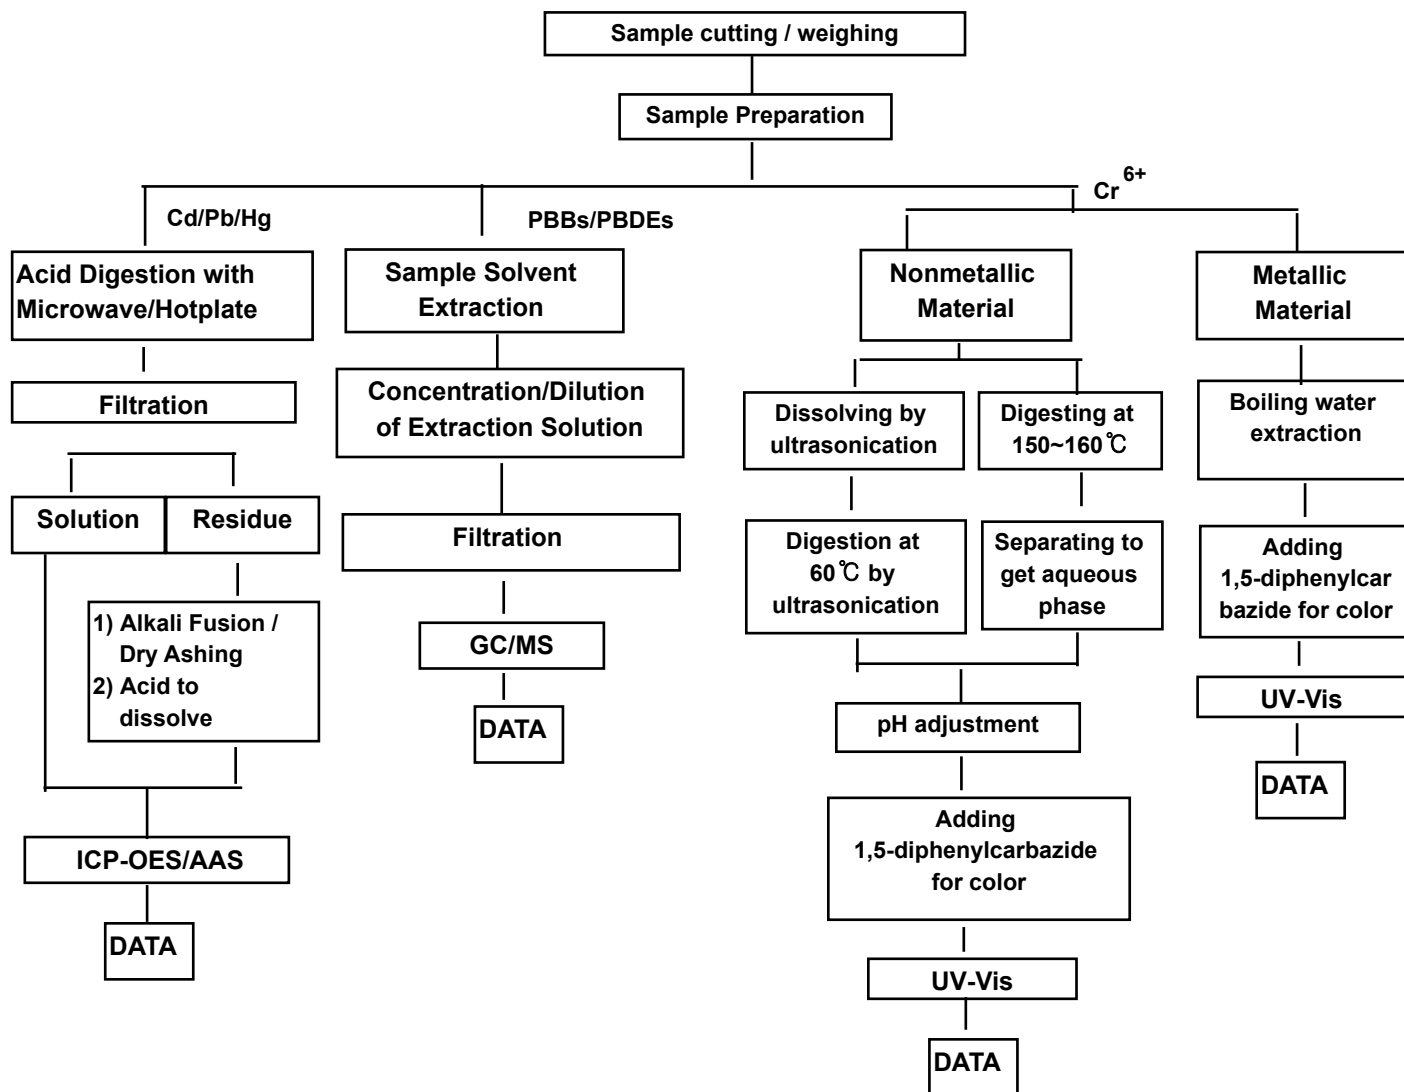 Sample cutting / weighing
Sample Preparation
Cd/Pb/Hg
Acid Digestion with
Microwave/Hotplate
Filtration
Solution
Residue
1) Alkali Fusion /
Dry Ashing
2) Acid to
dissolve
ICP-OES/AAS
DATA
PBBs/PBDEs
Sample Solvent
Extraction
Concentration/Dilution
of Extraction Solution
Filtration
GC/MS
DATA
Cr 6+
Nonmetallic
Material
Dissolving by
ultrasonication
Digestion at
60℃ by
ultrasonication
Digesting at
150~160℃
Separating to
get aqueous
phase
pH adjustment
Adding
1,5-diphenylcarbazide
for color
UV-Vis
DATA
Metallic
Material
Boiling water
extraction
Adding
1,5-diphenylcar
bazide for color
UV-Vis
DATA